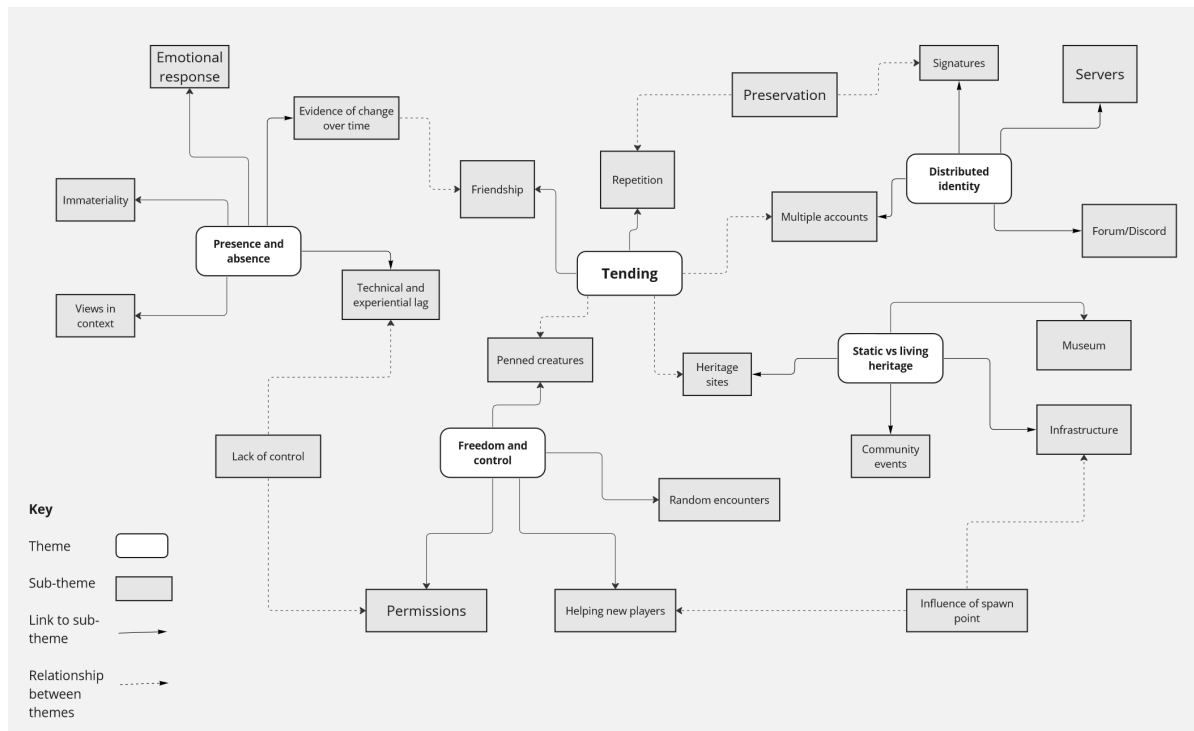 Emotional
response
Signatures
Servers
Preservation
Evidence of change
over time
Distributed
identity
Repetition
Friendship
Immateriality
Multiple accounts
Forum/Discord
Presence and
absence
Tending
Technical and
experiential lag
Views in
context
Museum
Static vs living
heritage
Penned creatures
Heritage
sites
Infrastructure
Lack of control
Freedom and
control
Community
events
Random encounters
Permissions
Helping new players
Influence of spawn
point
Key
Theme
Sub-theme
Link to sub-
theme
Relationship
between
themes